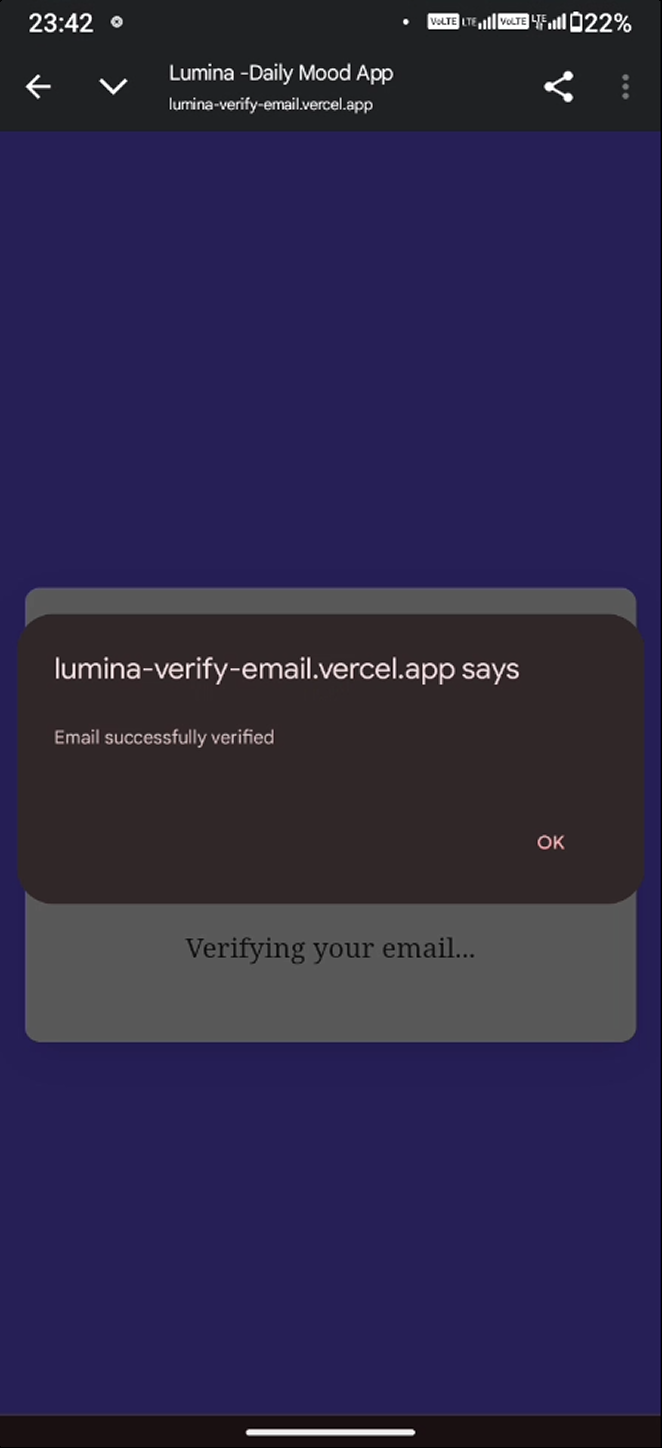 23:42 VoLTE LTE VoLTE LTE 22%
Lumina -Daily Mood App
lumina-verify-email.vercel.app
lumina-verify-email.vercel.app says
Email successfully verified
OK
Verifying your email...